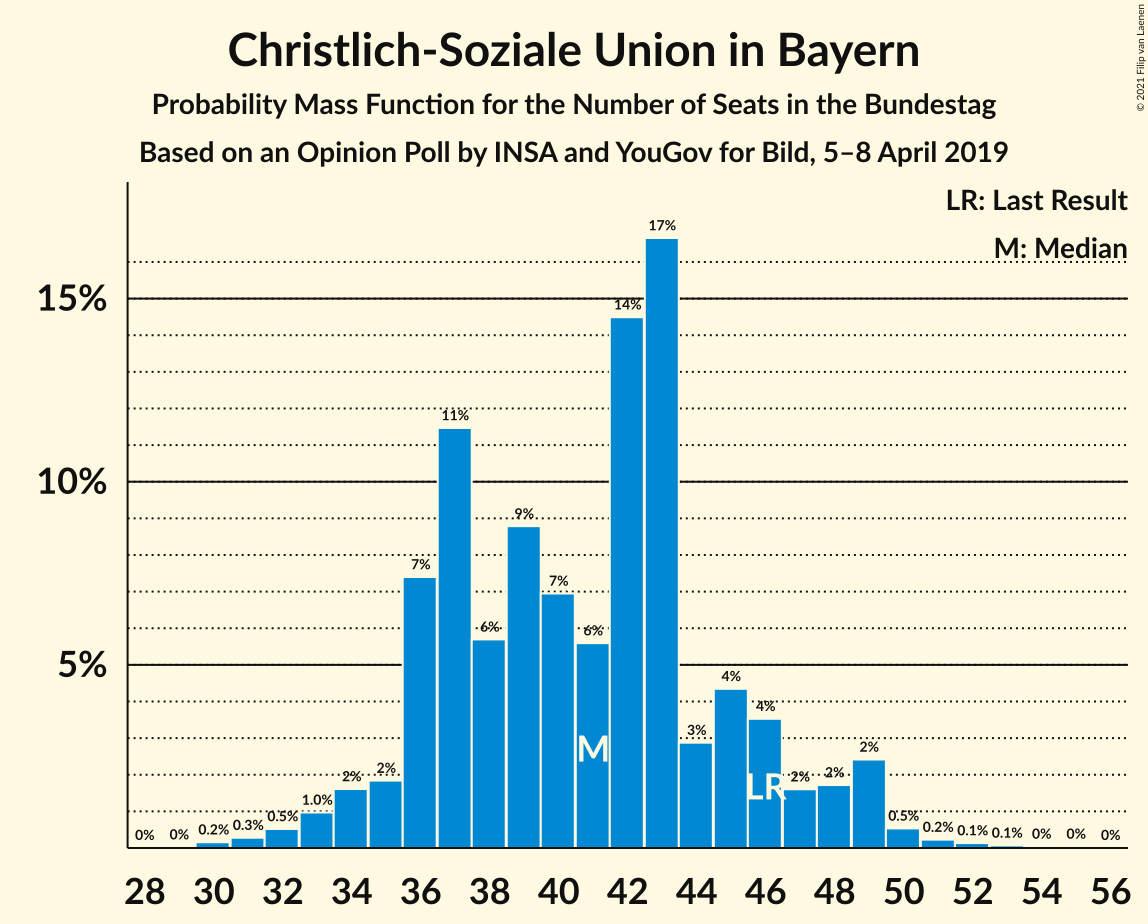 Christlich-Soziale Union in Bayern
Probability Mass Function for the Number of Seats in the Bundestag
Based on an Opinion Poll by INSA and YouGov for Bild, 5–8 April 2019
© 2021 Filip van Laenen
LR: Last Result
M: Median
15%
10%
5%
0% 0% 0.2% 0.3% 0.5% 1.0% 2% 2% 7% 11% 6% 9% 7% 6% 14% 17% 3% 4% 4% 2% 2% 2% 0.5% 0.2% 0.1% 0.1% 0% 0% 0%
M
LR
28 30 32 34 36 38 40 42 44 46 48 50 52 54 56